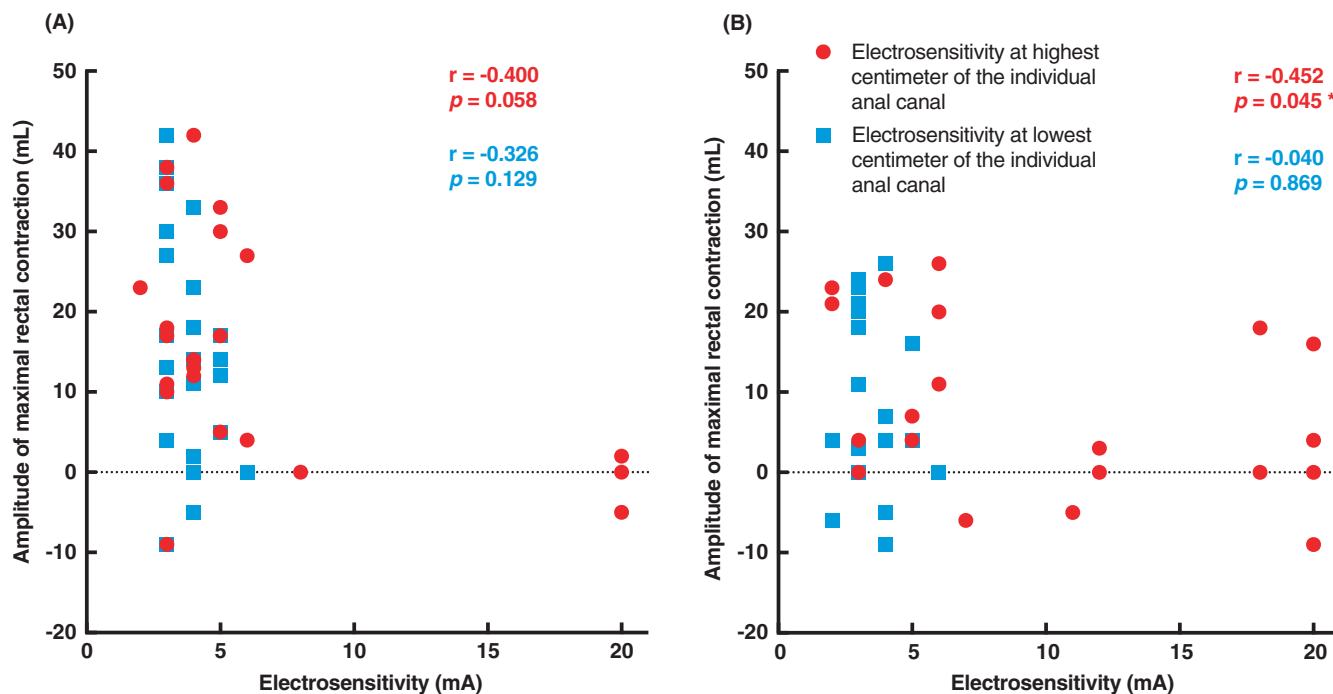 (A)
Amplitude of maximal rectal contraction (mL)
50
40
30
20
10
0
-10
-20
0
5
10
15
20
Electrosensitivity (mA)
r = -0.400
p = 0.058
r = -0.326
p = 0.129
(B)
Amplitude of maximal rectal contraction (mL)
50
40
30
20
10
0
-10
-20
0
5
10
15
20
Electrosensitivity (mA)
Electrosensitivity at highest
centimeter of the individual
anal canal
Electrosensitivity at lowest
centimeter of the individual
anal canal
r = -0.452
p = 0.045 *
r = -0.040
p = 0.869